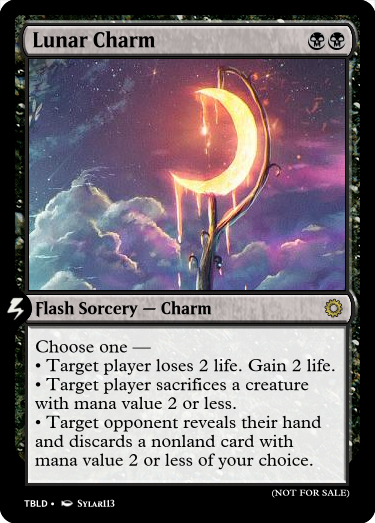 Lunar Charm
Flash Sorcery — Charm
Choose one —
• Target player loses 2 life. Gain 2 life.
• Target player sacrifices a creature
with mana value 2 or less.
• Target opponent reveals their hand
and discards a nonland card with
mana value 2 or less of your choice.
(NOT FOR SALE)
TBLD • Sylar113